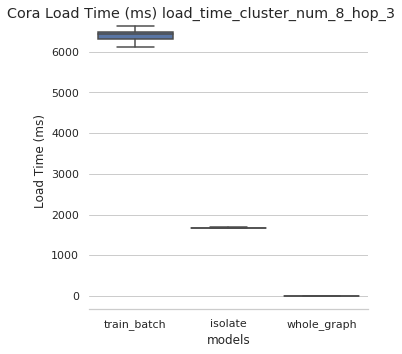 Cora Load Time (ms) load_time_cluster_num_8_hop_3
6000
5000
4000
3000
2000
1000
0
Load Time (ms)
train_batch isolate whole_graph
models